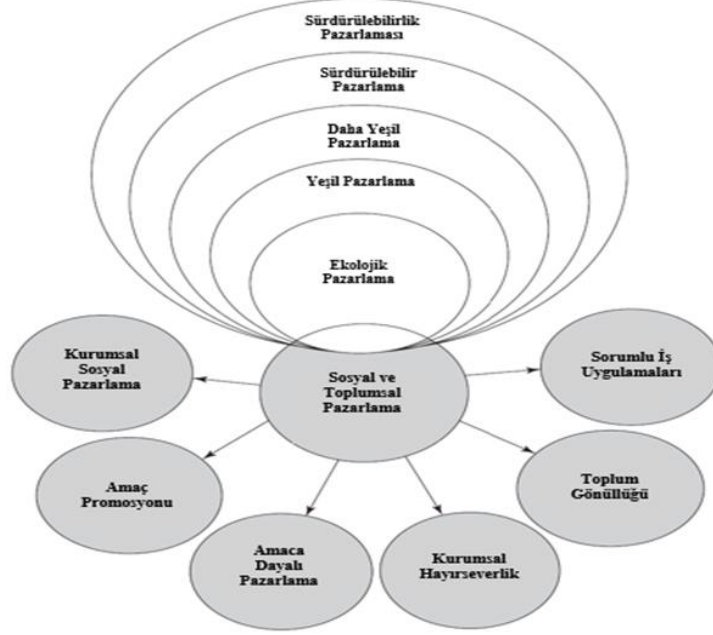 Sürdürülebilirlik
Pazarlaması
Sürdürülebilir
Pazarlama
Daha Yeşil
Pazarlama
Yeşil Pazarlama
Ekolojik
Pazarlama
Kurumsal
Sosyal
Pazarlama
Sosyal ve
Toplumsal
Pazarlama
Sorumlu İş
Uygulamaları
Amaç
Promosyonu
Toplum
Gönüllüğü
Amaca
Dayalı
Pazarlama
Kurumsal
Hayırseverlik